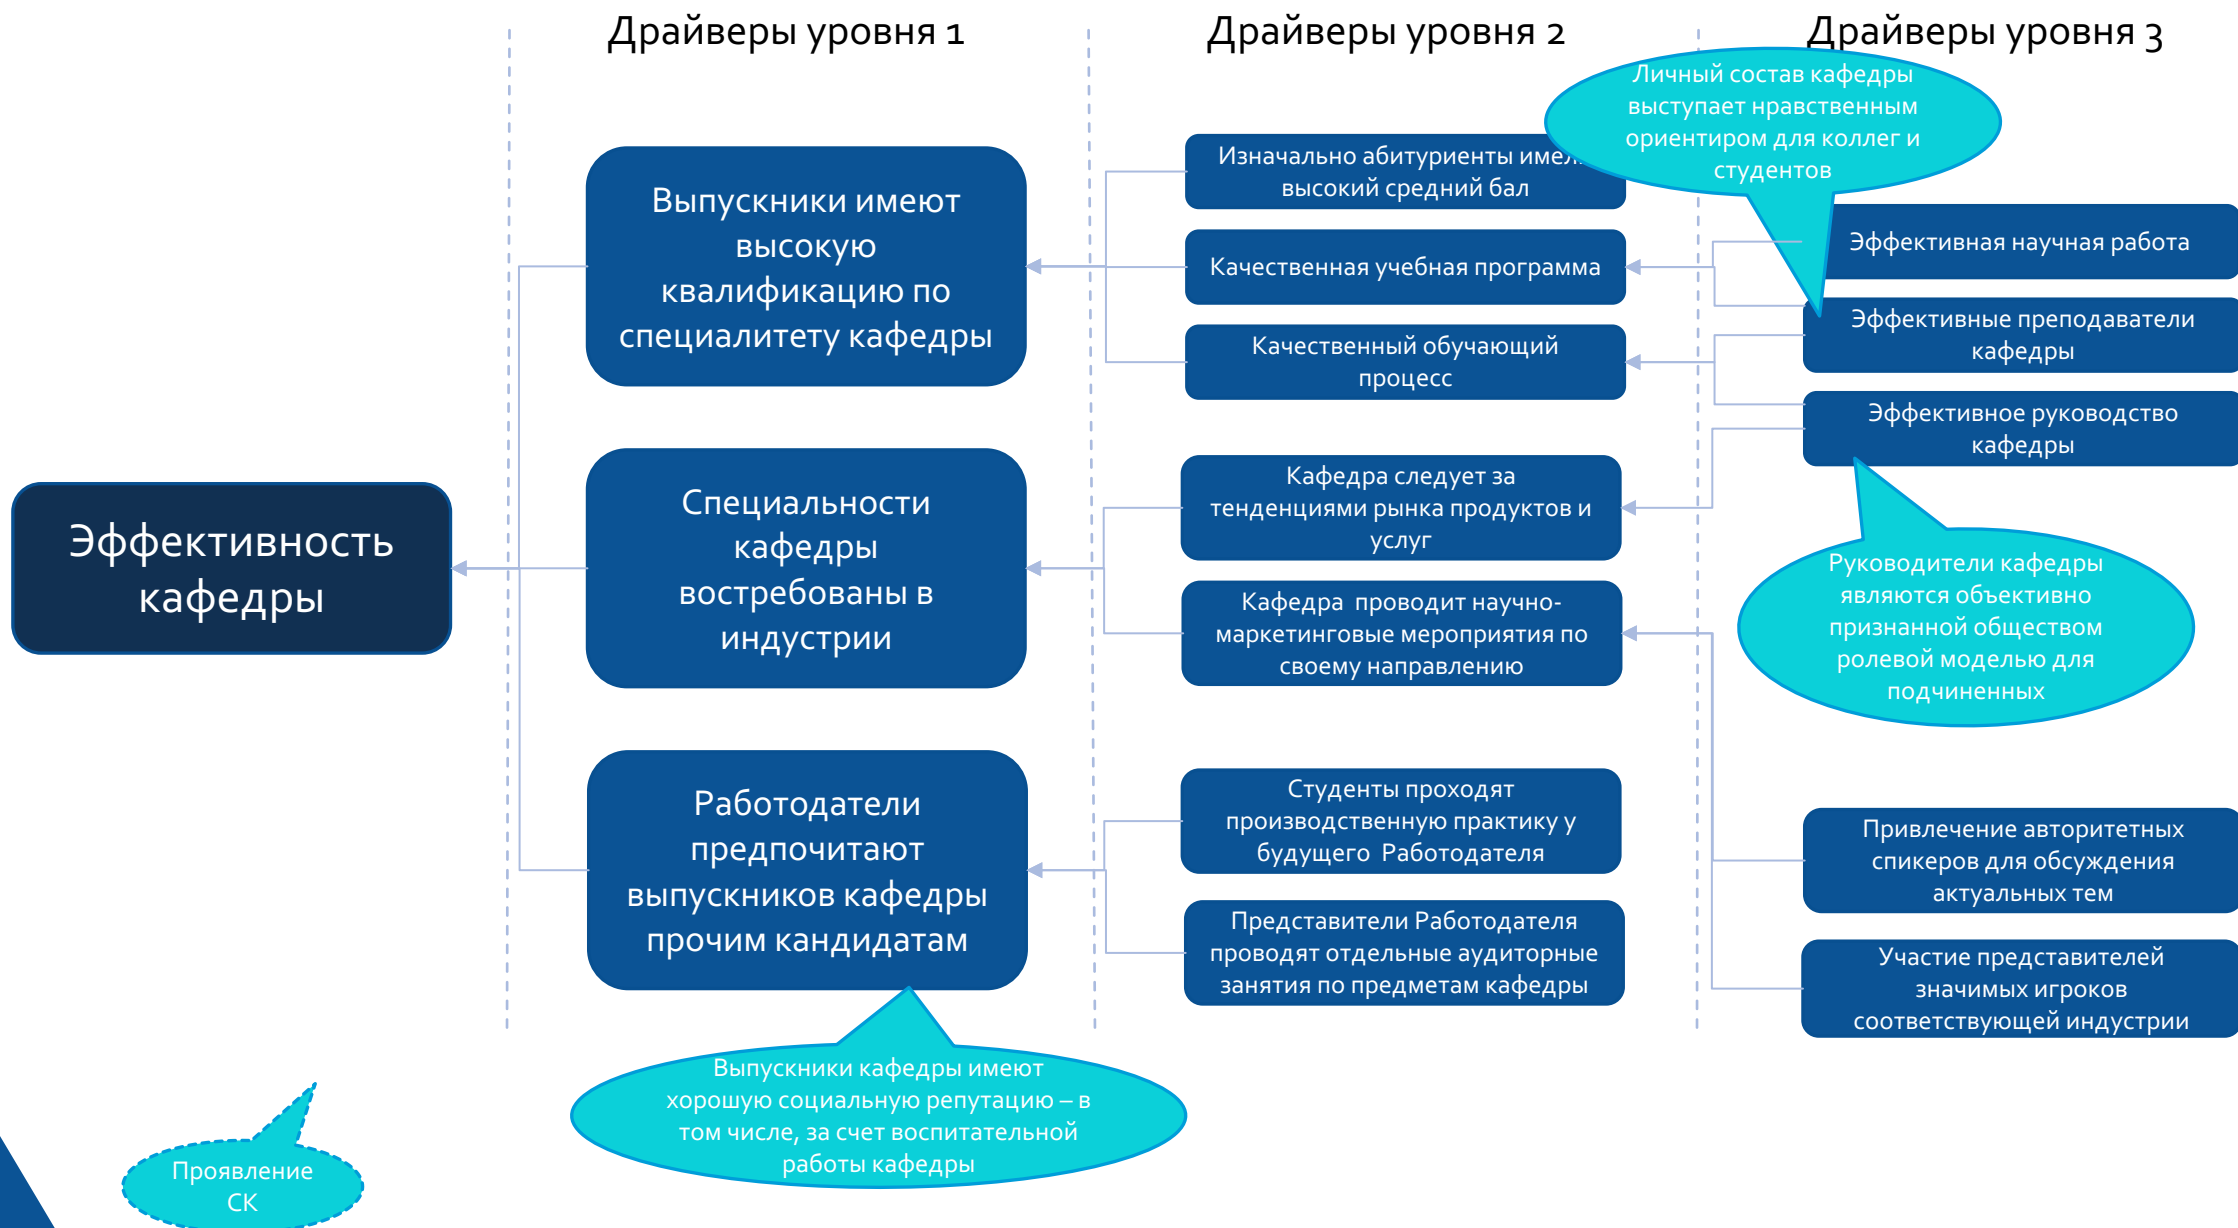 Драйверы уровня 1
Драйверы уровня 2
Драйверы уровня 3
Эффективность
кафедры
Выпускники имеют
высокую
квалификацию по
специалитету кафедры
Специальности
кафедры
востребованы в
индустрии
Работодатели
предпочитают
выпускников кафедры
прочим кандидатам
Изначально абитуриенты имел
высокий средний бал
Качественная учебная программа
Качественный обучающий
процесс
Кафедра следует за
тенденциями рынка продуктов и
услуг
Кафедра  проводит научно-
маркетинговые мероприятия по
своему направлению
Студенты проходят
производственную практику у
будущего  Работодателя
Представители Работодателя
проводят отдельные аудиторные
занятия по предметам кафедры
Личный состав кафедры
выступает нравственным
ориентиром для коллег и
студентов
Эффективная научная работа
Эффективные преподаватели
кафедры
Эффективное руководство
кафедры
Руководители кафедры
являются объективно
признанной обществом
ролевой моделью для
подчиненных
Привлечение авторитетных
спикеров для обсуждения
актуальных тем
Участие представителей
значимых игроков
соответствующей индустрии
Выпускники кафедры имеют
хорошую социальную репутацию – в
том числе, за счет воспитательной
работы кафедры
Проявление
СК